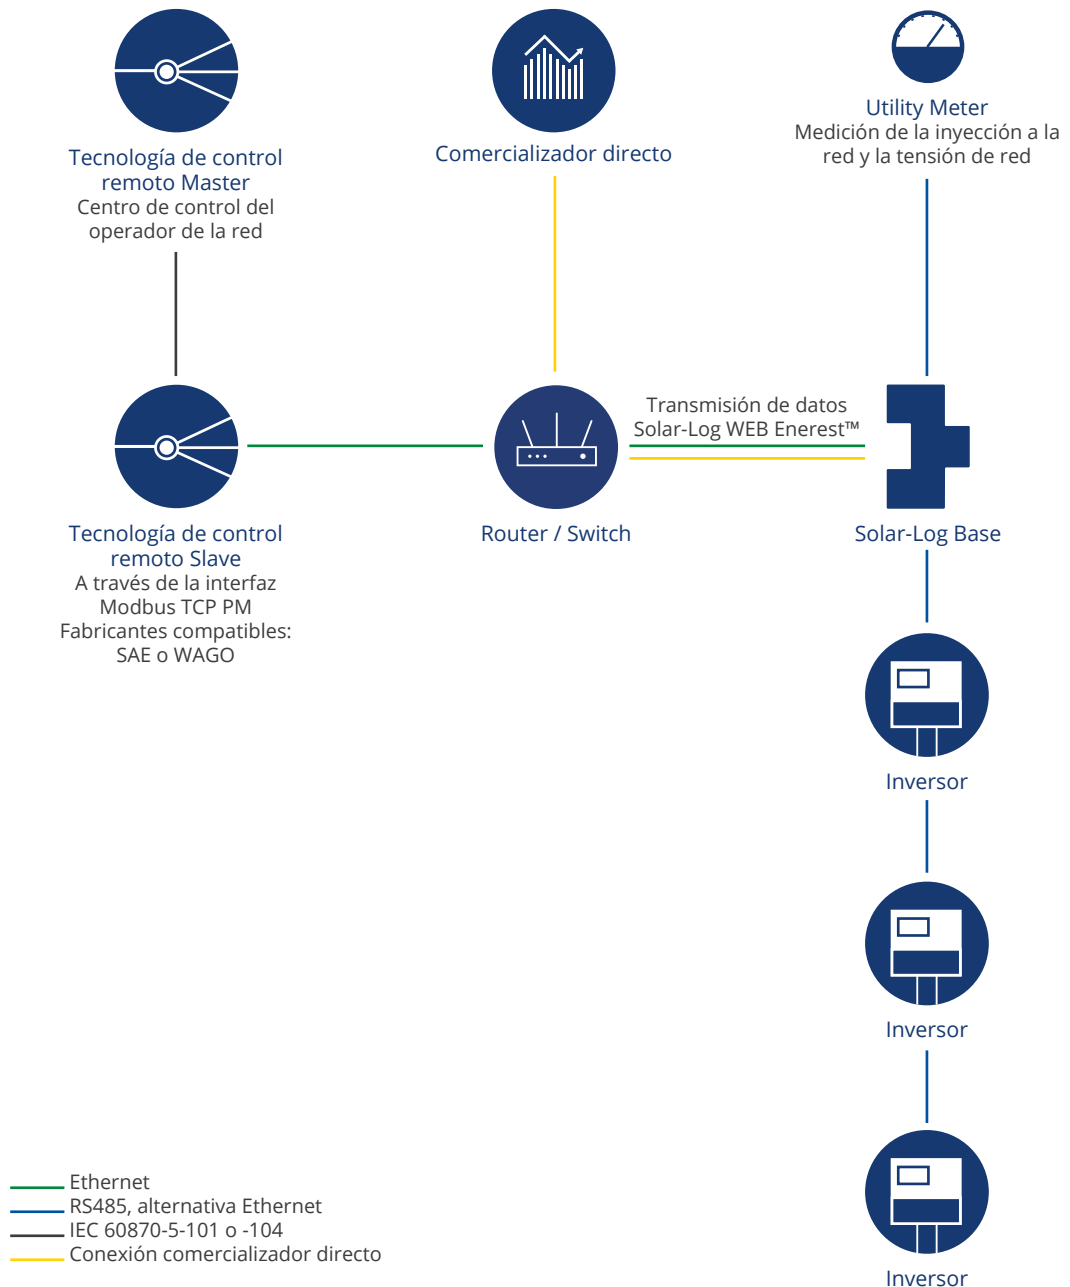 Tecnología de control
remoto Master
Centro de control del
operador de la red
Comercializador directo
Utility Meter
Medición de la inyección a la
red y la tensión de red
Transmisión de datos
Solar-Log WEB Enerest™
Tecnología de control
remoto Slave
A través de la interfaz
Modbus TCP PM
Fabricantes compatibles:
SAE o WAGO
Router / Switch
Solar-Log Base
Inversor
Inversor
Inversor
Ethernet
RS485, alternativa Ethernet
IEC 60870-5-101 o -104
Conexión comercializador directo